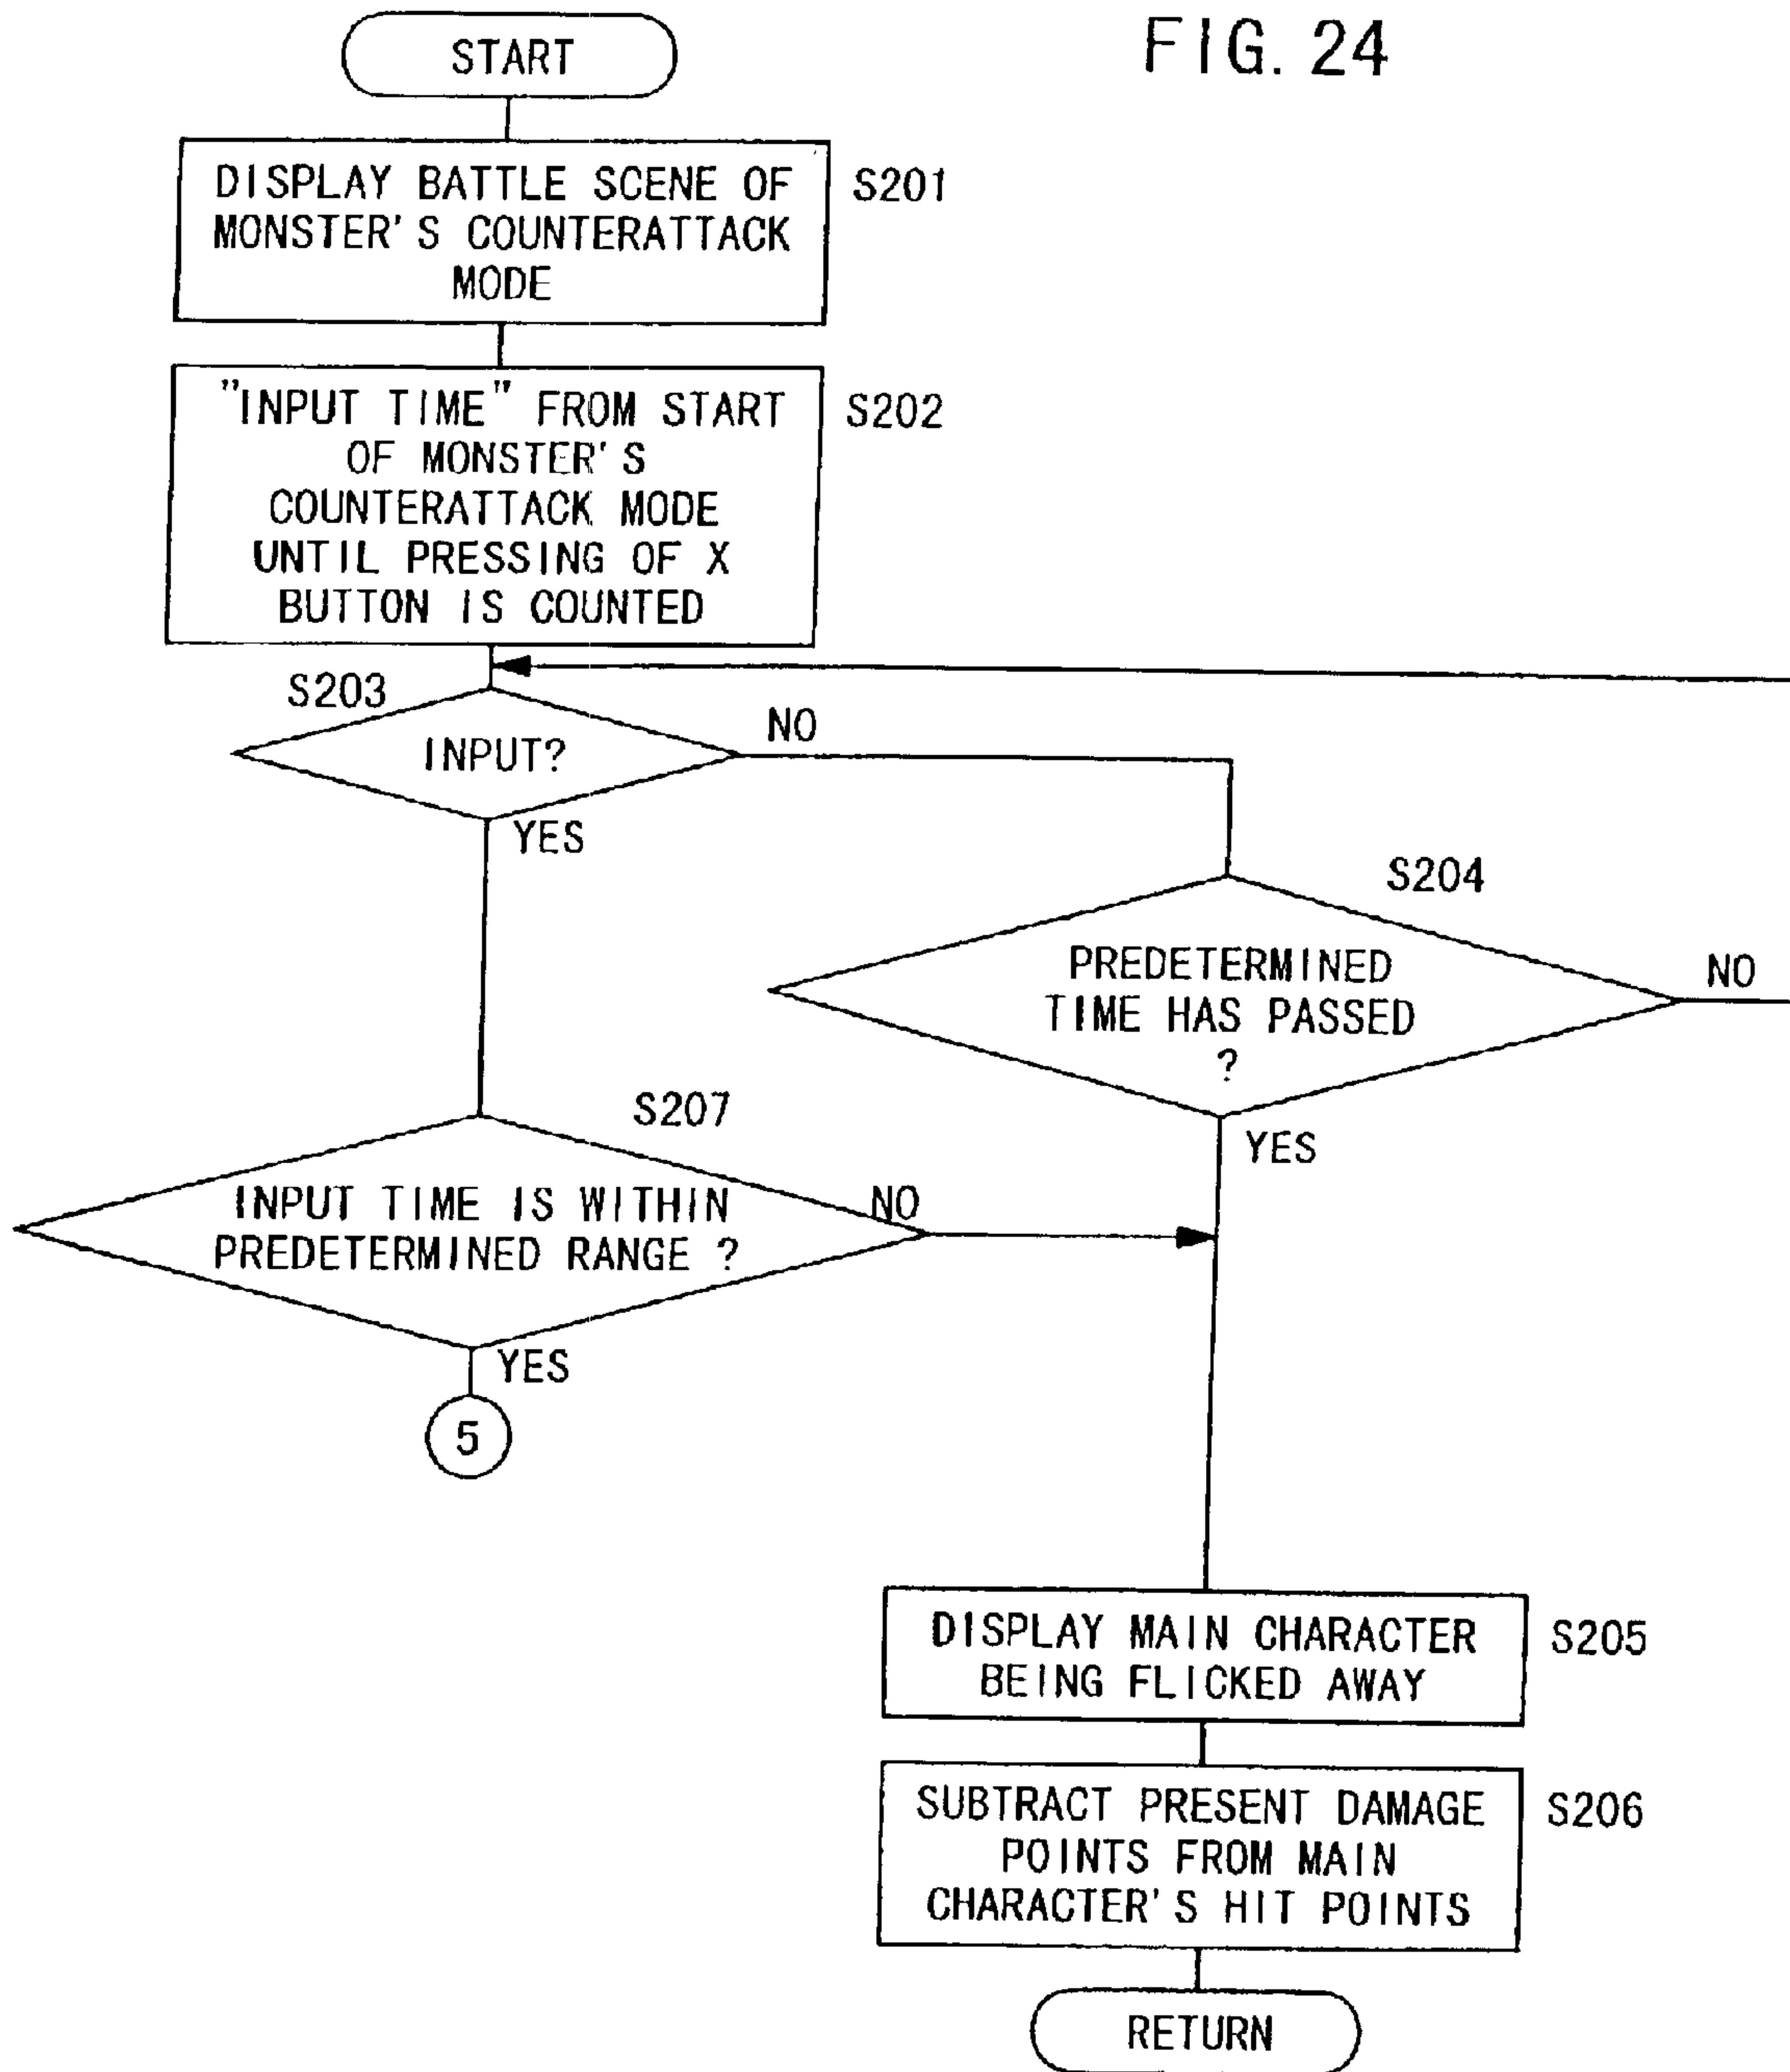 FIG. 24
START
DISPLAY BATTLE SCENE OF
MONSTER'S COUNTERATTACK
MODE
S201
"INPUT TIME" FROM START
OF MONSTER'S
COUNTERATTACK MODE
UNTIL PRESSING OF X
BUTTON IS COUNTED
S202
S203
INPUT?
NO
YES
S204
PREDETERMINED
TIME HAS PASSED
?
NO
YES
S207
INPUT TIME IS WITHIN
PREDETERMINED RANGE ?
NO
YES
5
DISPLAY MAIN CHARACTER
BEING FLICKED AWAY
S205
SUBTRACT PRESENT DAMAGE
POINTS FROM MAIN
CHARACTER'S HIT POINTS
S206
RETURN